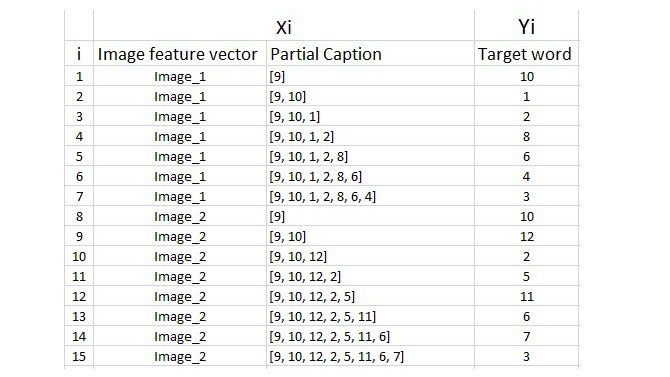 Xi Yi
i Image feature vector Partial Caption Target word
1 Image_1 [9] 10
2 Image_1 [9, 10] 1
3 Image_1 [9, 10, 1] 2
4 Image_1 [9, 10, 1, 2] 8
5 Image_1 [9, 10, 1, 2, 8] 6
6 Image_1 [9, 10, 1, 2, 8, 6] 4
7 Image_1 [9, 10, 1, 2, 8, 6, 4] 3
8 Image_2 [9] 10
9 Image_2 [9, 10] 12
10 Image_2 [9, 10, 12] 2
11 Image_2 [9, 10, 12, 2] 5
12 Image_2 [9, 10, 12, 2, 5] 11
13 Image_2 [9, 10, 12, 2, 5, 11] 6
14 Image_2 [9, 10, 12, 2, 5, 11, 6] 7
15 Image_2 [9, 10, 12, 2, 5, 11, 6, 7] 3